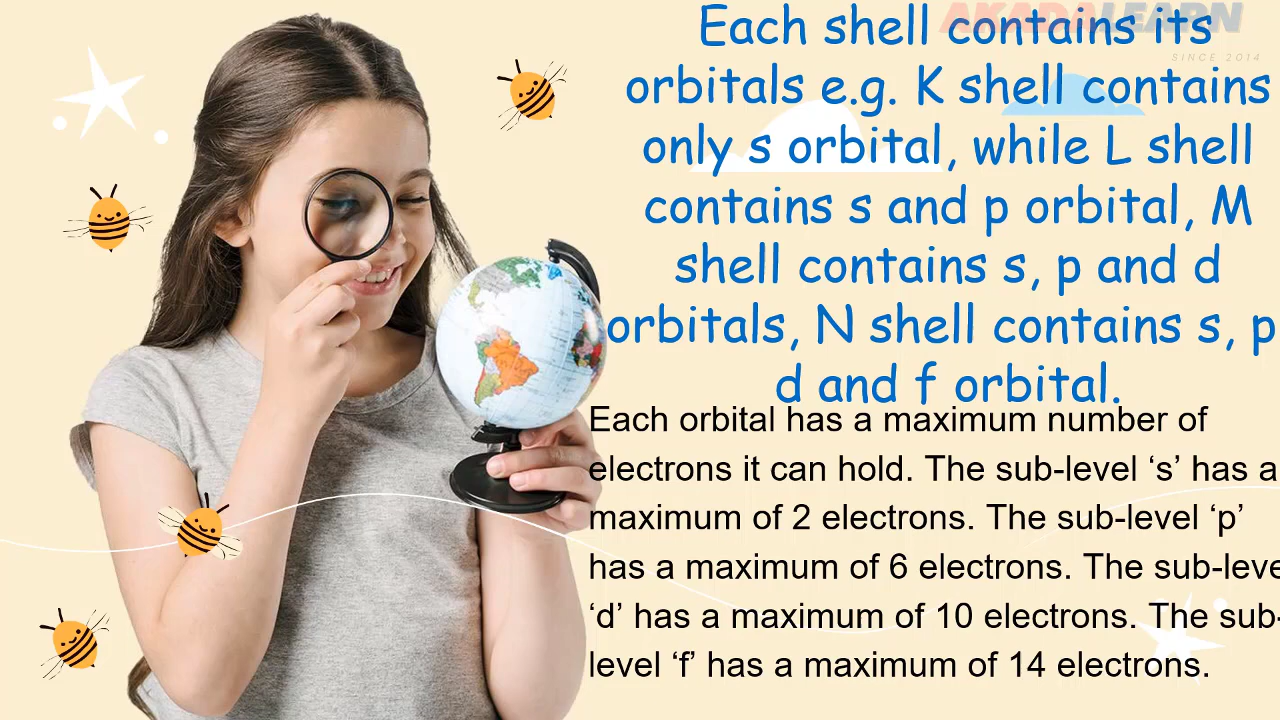 AKADALEARN
SINCE 2014
Each shell contains its
orbitals e.g. K shell contains
only s orbital, while L shell
contains s and p orbital, M
shell contains s, p and d
orbitals, N shell contains s, p
d and f orbital.
Each orbital has a maximum number of
electrons it can hold. The sub-level ‘s’ has a
maximum of 2 electrons. The sub-level ‘p’
has a maximum of 6 electrons. The sub-leve
‘d’ has a maximum of 10 electrons. The sub-
level ‘f’ has a maximum of 14 electrons.